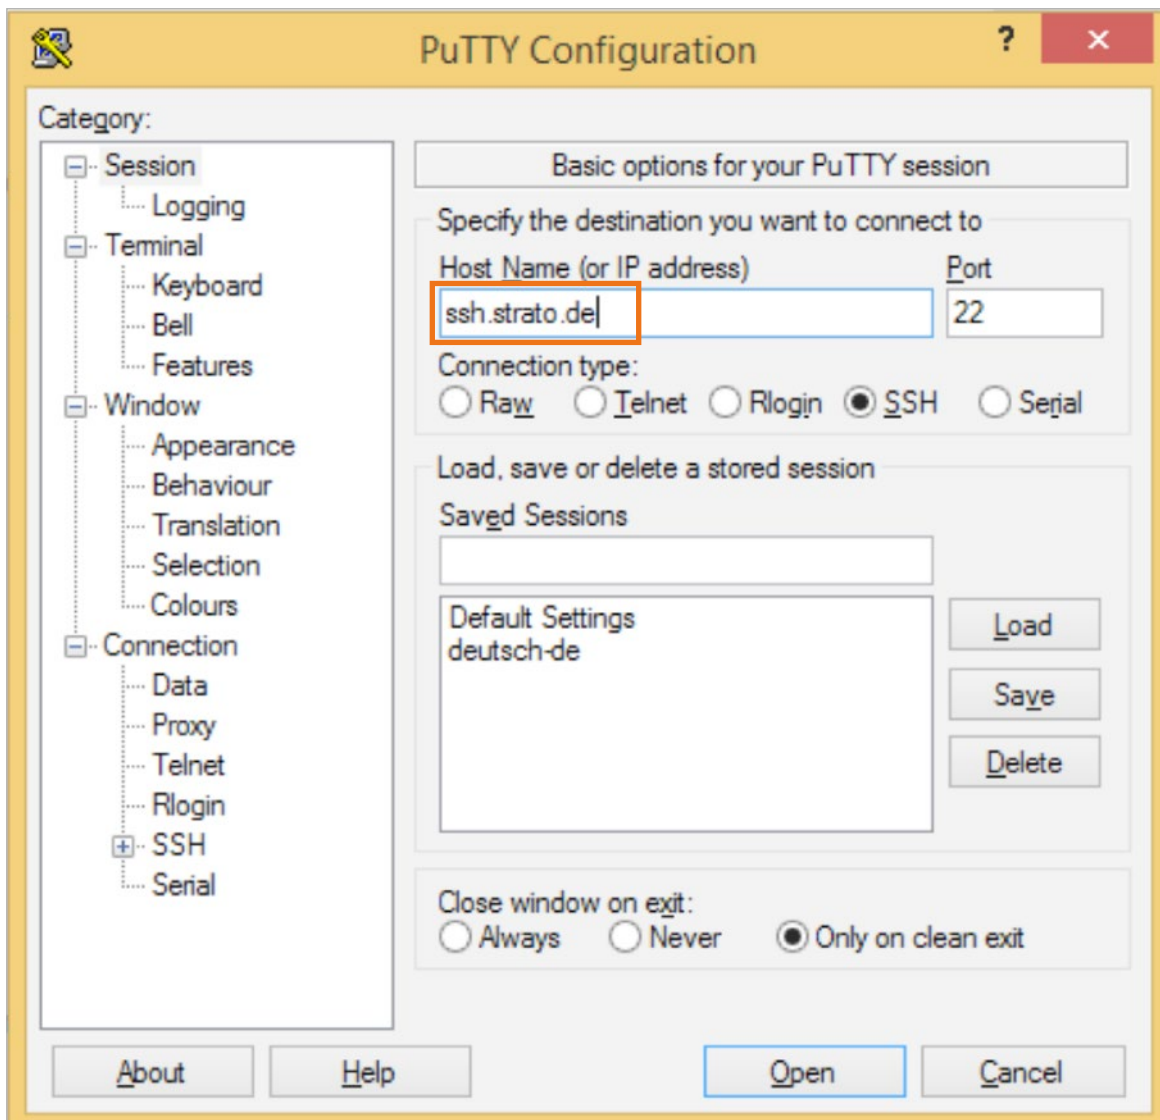 PuTTY Configuration
?
Category:
Session
Logging
Terminal
Keyboard
Bell
Features
Window
Appearance
Behaviour
Translation
Selection
Colours
Connection
Data
Proxy
Telnet
Rlogin
SSH
Serial
Basic options for your PuTTY session
Specify the destination you want to connect to
Host Name (or IP address) Port
ssh.strato.de 22
Connection type:
Raw Telnet Rlogin SSH Serial
Load, save or delete a stored session
Saved Sessions
Default Settings
deutsch-de
Load
Save
Delete
Close window on exit:
Always Never Only on clean exit
About Help Open Cancel